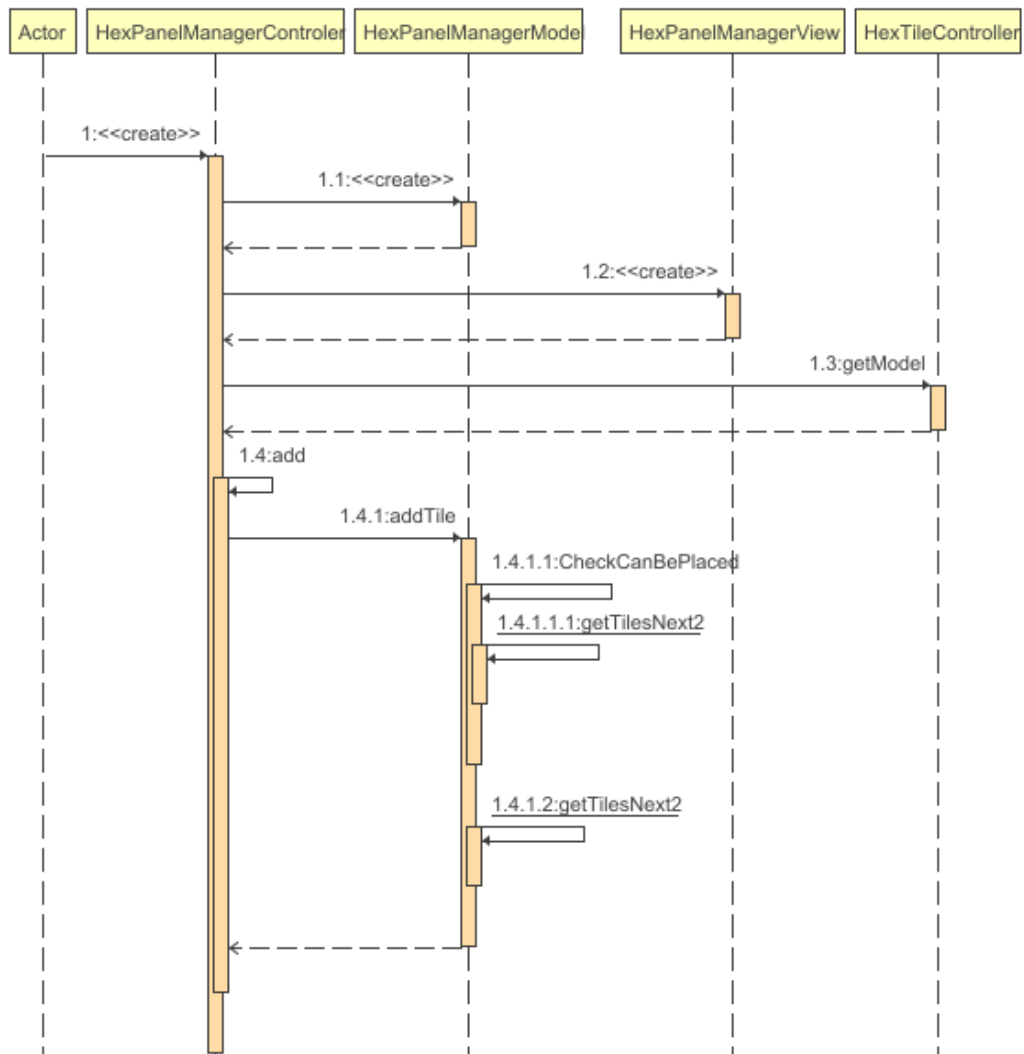 Actor
HexPanelManagerControler
HexPanelManagerModel
HexPanelManagerView
HexTileController
1:<<create>>
1.1:<<create>>
1.2:<<create>>
1.3:getModel
1.4:add
1.4.1:addTile
1.4.1.1:CheckCanBePlaced
1.4.1.1.1:getTilesNext2
1.4.1.2:getTilesNext2